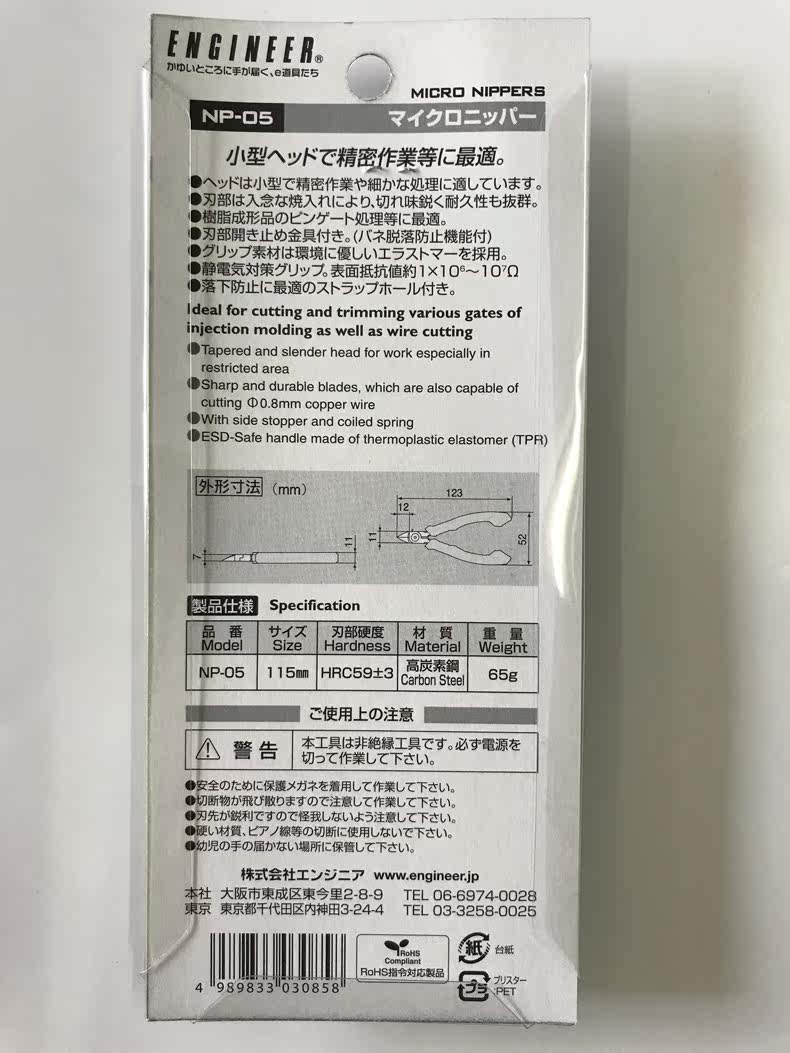 ENGINEER®
かゆいところに手が届く、e道具たち
MICRO NIPPERS
NP-05 マイクロニッパー
小型ヘッドで精密作業等に最適。
●ヘッドは小型で精密作業や細かな処理に適しています。
●刃部は入念な焼入れにより、切れ味鋭く耐久性も抜群。
●樹脂成形品のピンゲート処理等に最適。
●刃部開き止め金具付き。(バネ脱落防止機能付)
●グリップ素材は環境に優しいエラストマーを採用。
●静電気対策グリップ。表面抵抗値約1×10⁶～10⁷Ω
●落下防止に最適のストラップホール付き。
Ideal for cutting and trimming various gates of
injection molding as well as wire cutting
●Tapered and slender head for work especially in
restricted area
●Sharp and durable blades, which are also capable of
cutting Φ0.8mm copper wire
●With side stopper and coiled spring
●ESD-Safe handle made of thermoplastic elastomer (TPR)
外形寸法 (mm)
123
12
11
52
7
11
製品仕様 Specification
品番 サイズ 刃部硬度 材質 重量
Model Size Hardness Material Weight
NP-05 115mm HRC59±3 高炭素鋼 Carbon Steel 65g
ご使用上の注意
⚠ 警告 本工具は非絶縁工具です。必ず電源を
切って作業して下さい。
●安全のために保護メガネを着用して作業して下さい。
●切断物が飛び散りますので注意して作業して下さい。
●刃先が鋭利ですので怪我しないよう注意して下さい。
●硬い材質、ピアノ線等の切断に使用しないで下さい。
●幼児の手の届かない場所に保管して下さい。
株式会社エンジニア www.engineer.jp
本社 大阪市東成区東今里2-8-9 TEL 06-6974-0028
東京 東京都千代田区内神田3-24-4 TEL 03-3258-0025
4 989833 030858
RoHS
Compliant
RoHS指令対応製品
紙 台紙
プラ ブリスター
:PET